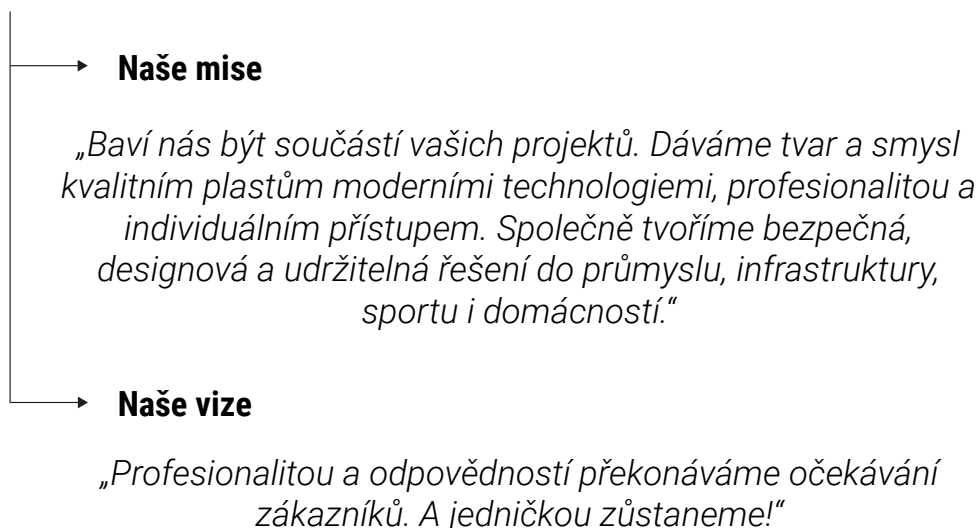 Naše mise
„Baví nás být součástí vašich projektů. Dáváme tvar a smysl
kvalitním plastům moderními technologiemi, profesionalitou a
individuálním přístupem. Společně tvoříme bezpečná,
designová a udržitelná řešení do průmyslu, infrastruktury,
sportu i domácností.“
Naše vize
„Profesionalitou a odpovědností překonáváme očekávání
zákazníků. A jedničkou zůstaneme!“